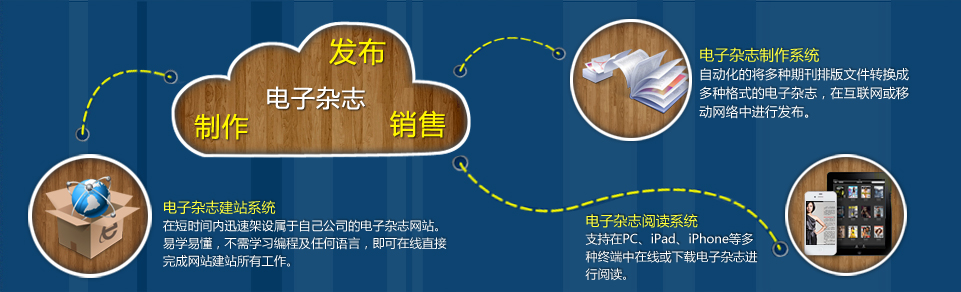 发布
电子杂志
制作
销售
电子杂志制作系统
自动化的将多种期刊排版文件转换成
多种格式的电子杂志，在互联网或移
动网络中进行发布。
电子杂志建站系统
在短时间内迅速架设属于自己公司的电子杂志网站。
易学易懂，不需学习编程及任何语言，即可在线直接
完成网站建站所有工作。
电子杂志阅读系统
支持在PC、iPad、iPhone等多
种终端中在线或下载电子杂志进
行阅读。